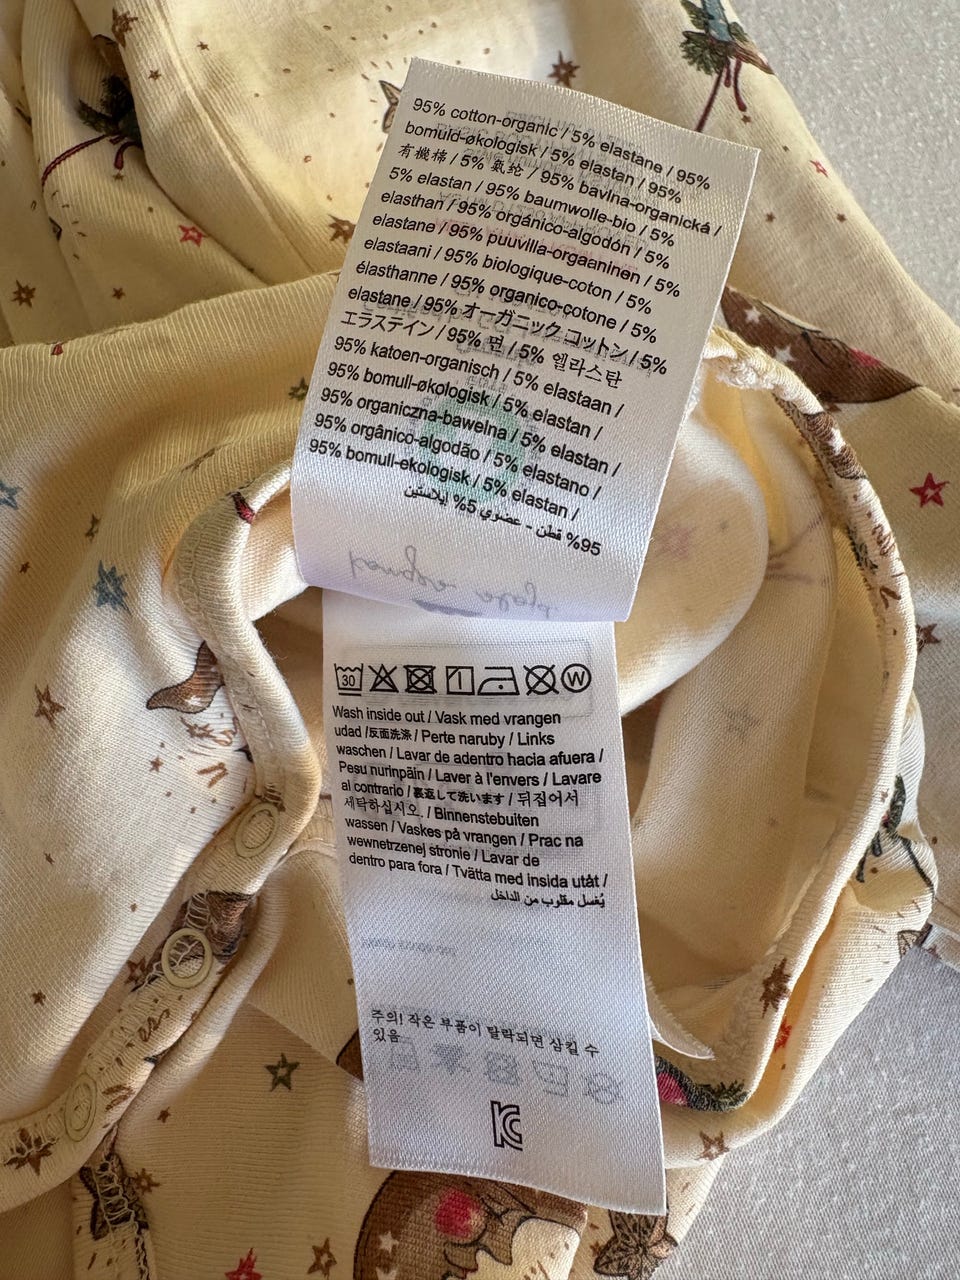 95% cotton-organic / 5% elastane / 95%
bomuld-økologisk / 5% elastan / 95%
有機棉 / 5% 氨纶 / 95% bavlna-organická /
5% elastan / 95% baumwolle-bio / 5%
elasthan / 95% orgánico-algodón / 5%
elastane / 95% puuvilla-orgaaninen / 5%
elastaani / 95% biologique-coton / 5%
élasthanne / 95% organico-cotone / 5%
elastane / 95% オーガニック コットン / 5%
エラステイン / 95% 면 / 5% 엘라스탄
95% katoen-organisch / 5% elastaan /
95% bomull-økologisk / 5% elastan /
95% organiczna-bawelna / 5% elastan /
95% orgânico-algodão / 5% elastano /
95% bomull-ekologisk / 5% elastan /
95% قطن - عضوي 5% إيلاستين
30
W
Wash inside out / Vask med vrangen
udad /反面洗涤 / Perte naruby / Links
waschen / Lavar de adentro hacia afuera /
Pesu nurinpäin / Laver à l'envers / Lavare
al contrario / 裏返して洗います / 뒤집어서
세탁하십시오. / Binnenstebuiten
wassen / Vaskes på vrangen / Prac na
wewnetrzenej stronie / Lavar de
dentro para fora / Tvätta med insida utåt /
يُغسل مقلوب من الداخل
주의! 작은 부품이 탈락되면 삼킬 수
있음
KC